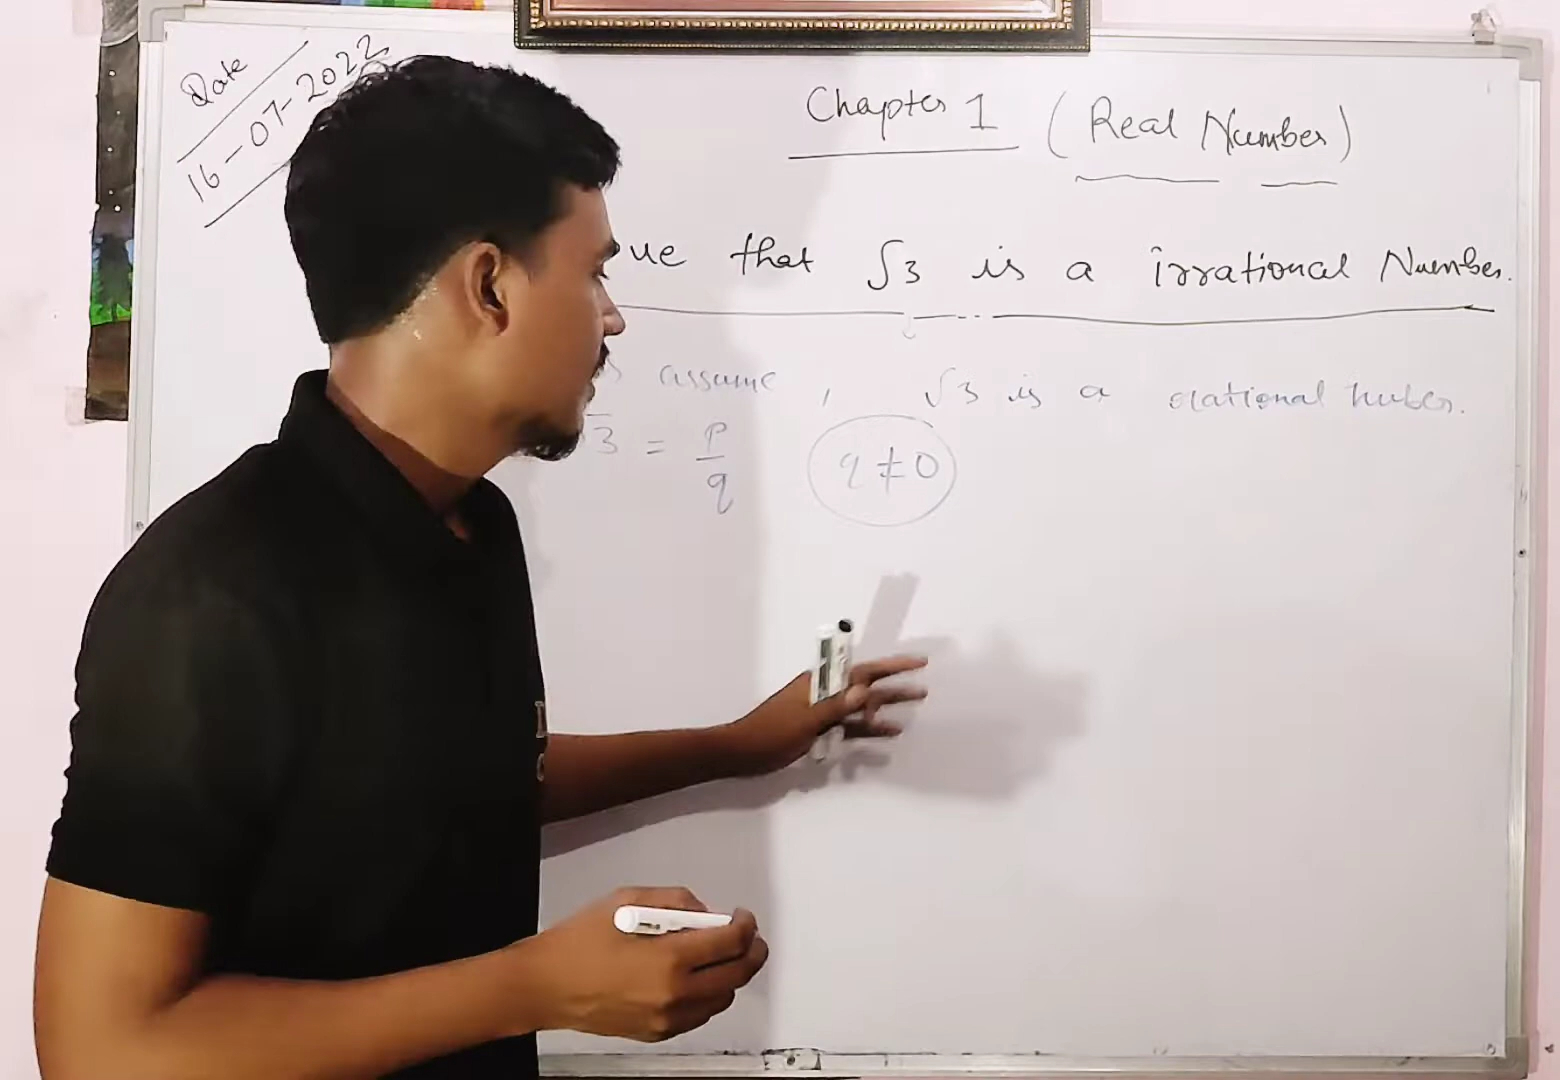 Date
16-07-2022
Chapter 1 (Real Number)
ue that √3 is a irrational Number.
assume, √3 is a rational
3 = p/q q ≠ 0